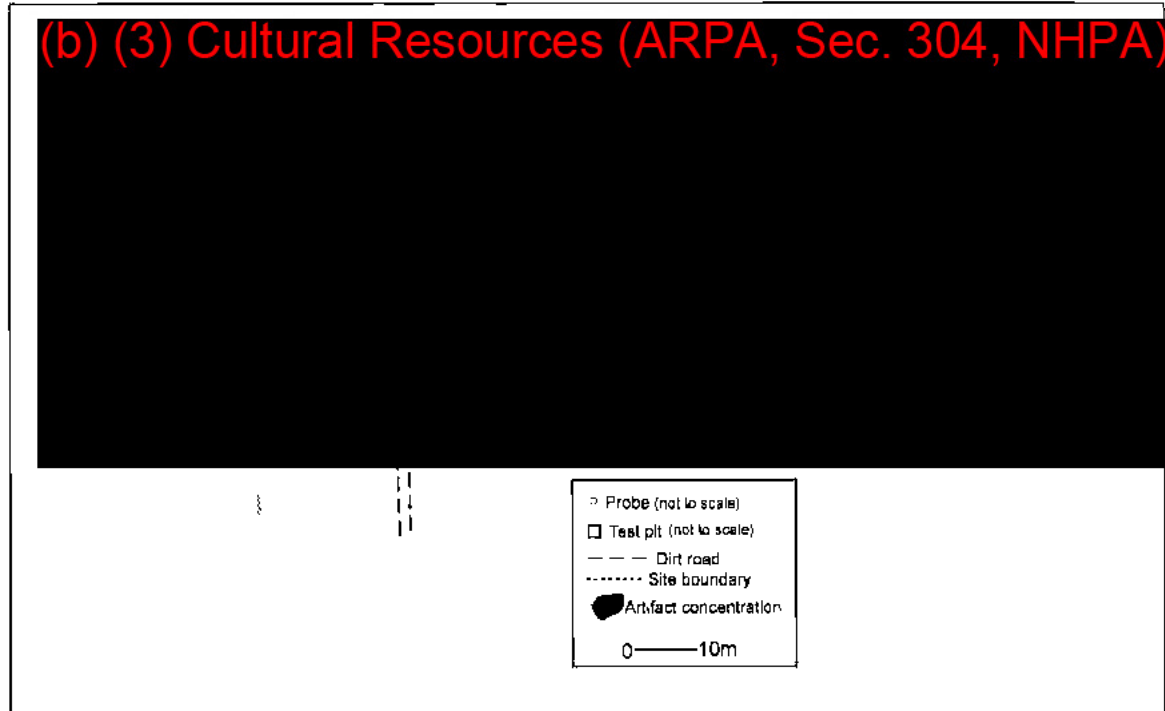 (b) (3) Cultural Resources (ARPA, Sec. 304, NHPA)
Probe (not to scale)
Test pit (not to scale)
Dirt road
Site boundary
Artifact concentration
0 10m